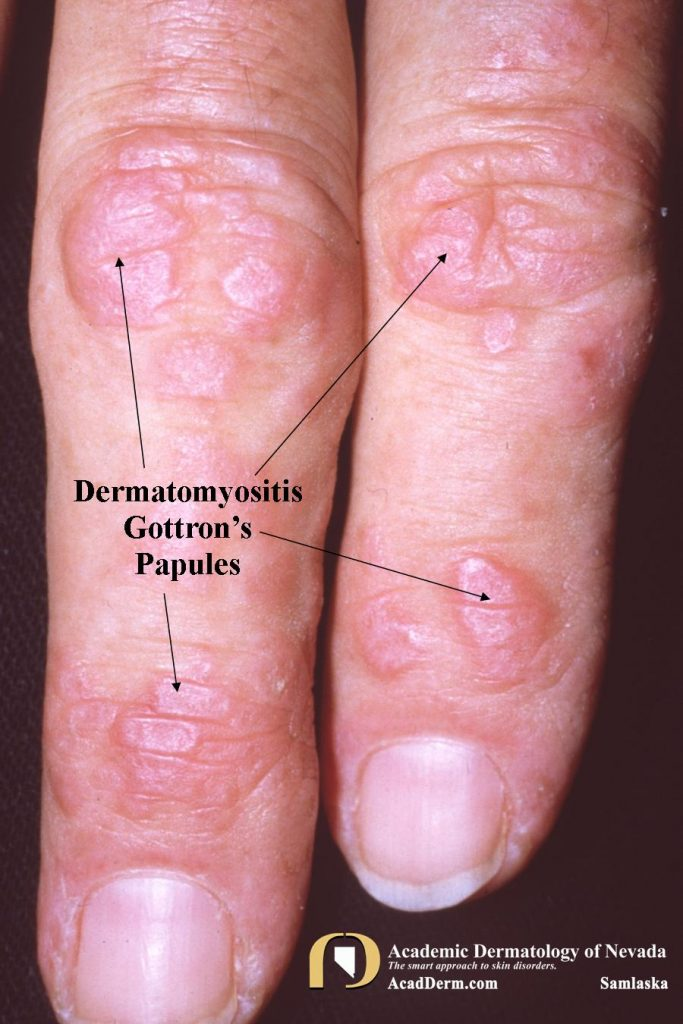 Dermatomyositis
Gottron's
Papules
Academic Dermatology of Nevada
The smart approach to skin disorders.
AcadDerm.com Samlaska